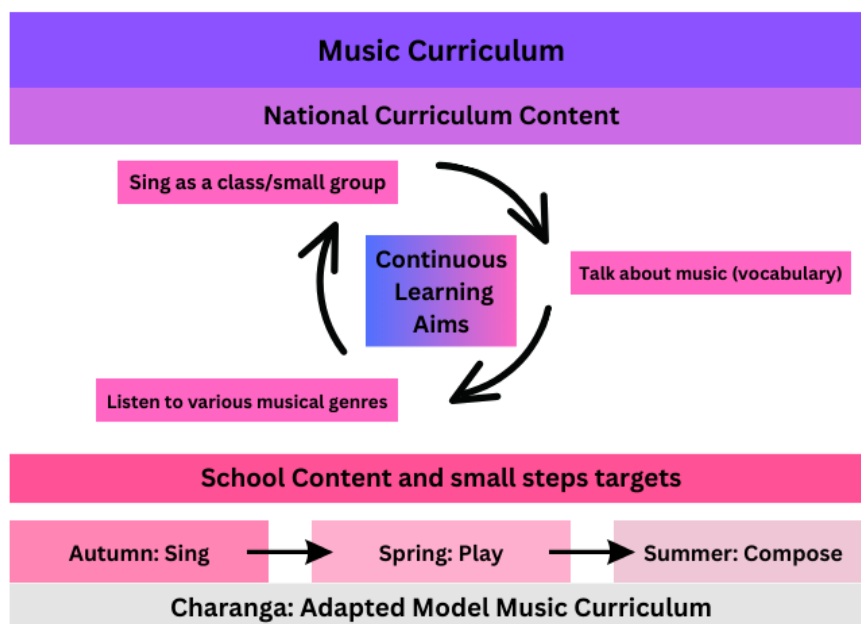 Music Curriculum
National Curriculum Content
Sing as a class/small group
Continuous
Learning
Aims
Talk about music (vocabulary)
Listen to various musical genres
School Content and small steps targets
Autumn: Sing
Spring: Play
Summer: Compose
Charanga: Adapted Model Music Curriculum